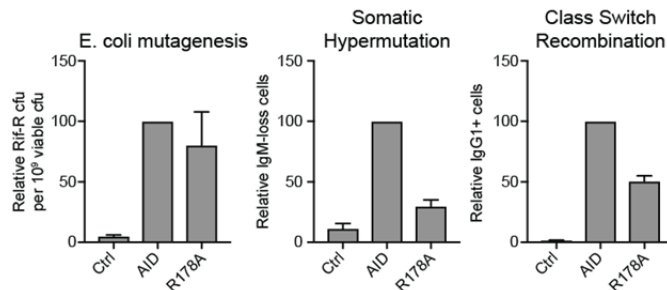 E. coli mutagenesis
Relative Rif-R cfu
per 10⁹ viable cfu
150
100
50
0
Ctrl
AID
R178A
Somatic
Hypermutation
Relative IgM-loss cells
150
100
50
0
Ctrl
AID
R178A
Class Switch
Recombination
Relative IgG1+ cells
150
100
50
0
Ctrl
AID
R178A